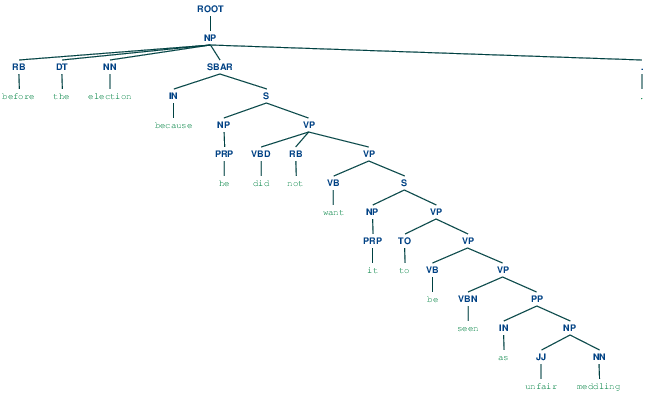 ROOT
NP
RB DT NN SBAR .
before the election IN S .
because NP VP
PRP VBD RB VP
he did not VB S
want NP VP
PRP TO VP
it to VB VP
be VBN PP
seen IN NP
as JJ NN
unfair meddling